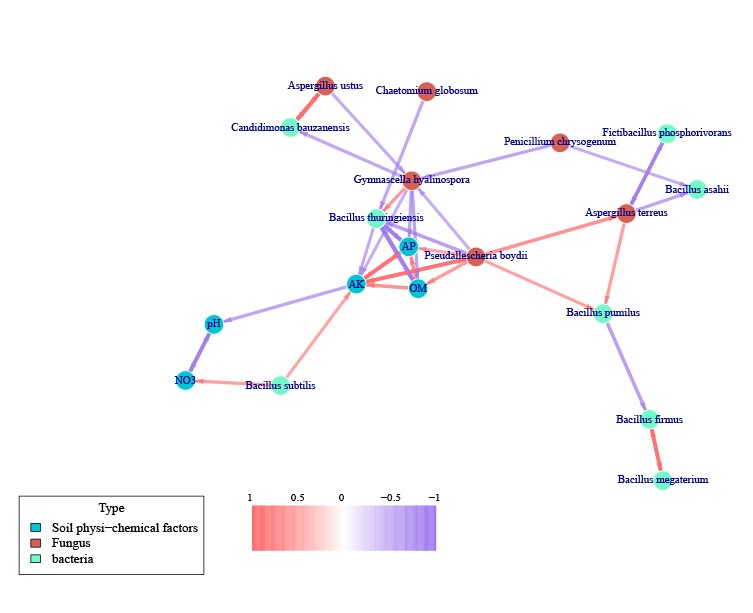 Aspergillus ustus
Chaetomium globosum
Candidimonas bauzanensis
Fictibacillus phosphorivorans
Penicillium chrysogenum
Gymnascella hyalinospora
Bacillus asahii
Bacillus thuringiensis
Aspergillus terreus
AP
Pseudallescheria boydii
AK
OM
Bacillus pumilus
pH
NO3
Bacillus subtilis
Bacillus firmus
Bacillus megaterium
Type
Soil physi−chemical factors
Fungus
bacteria
1 0.5 0 −0.5 −1